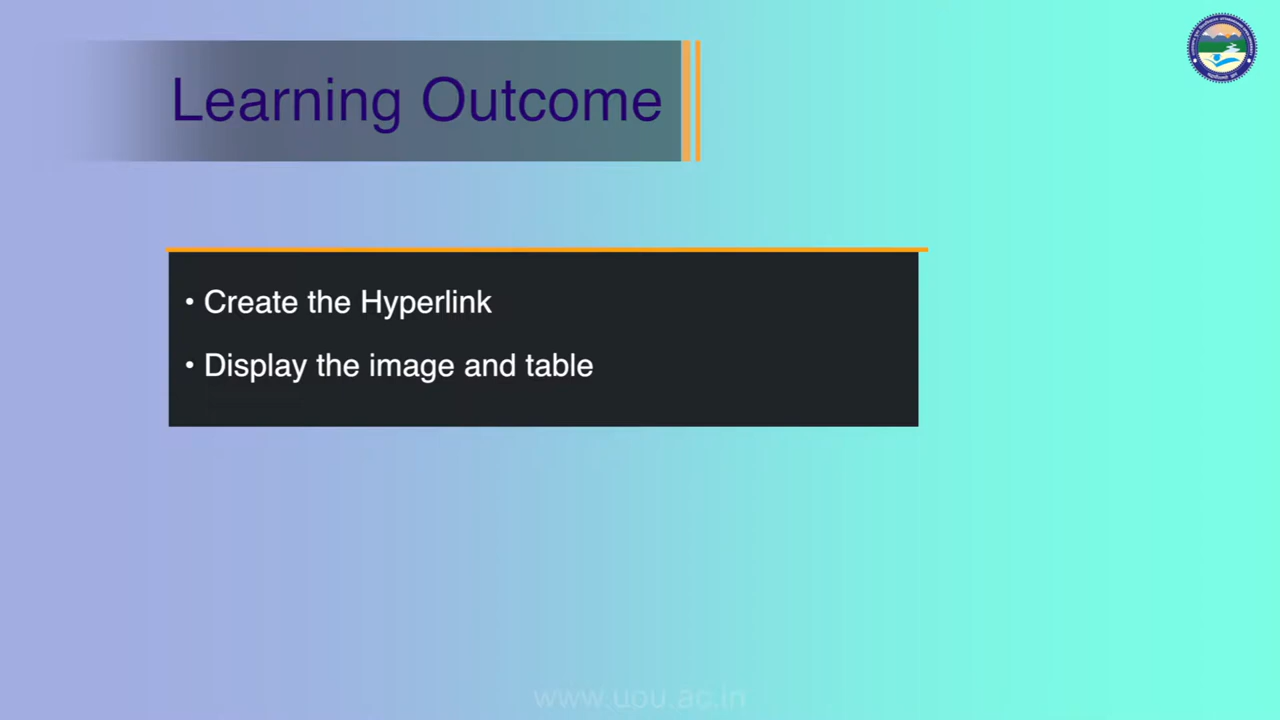 Learning Outcome
• Create the Hyperlink
• Display the image and table
www.uou.ac.in